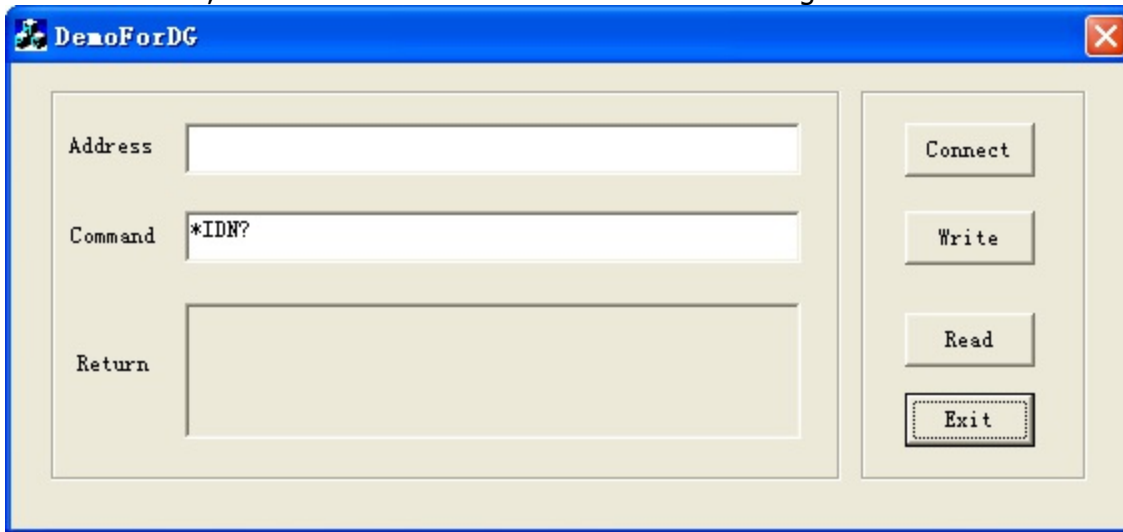 DemoForDG
Address
Connect
Command
*IDN?
Write
Return
Read
Exit